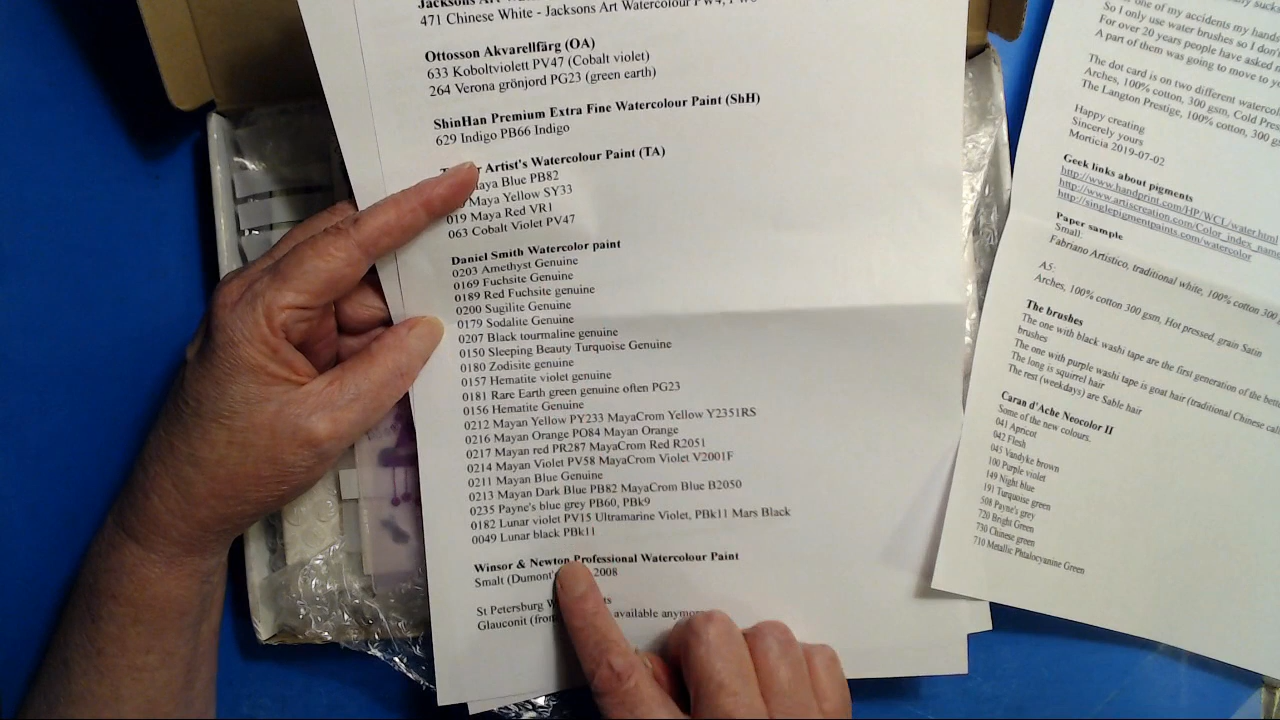 Jacksons Art
471 Chinese White - Jacksons Art Watercolour PW4,
Ottosson Akvarellfärg (OA)
633 Koboltviolett PV47 (Cobalt violet)
264 Verona grönjord PG23 (green earth)
ShinHan Premium Extra Fine Watercolour Paint (ShH)
629 Indigo PB66 Indigo
Artist's Watercolour Paint (TA)
Maya Blue PB82
Maya Yellow SY33
019 Maya Red VR1
063 Cobalt Violet PV47
Daniel Smith Watercolor paint
0203 Amethyst Genuine
0169 Fuchsite Genuine
0189 Red Fuchsite genuine
0200 Sugilite Genuine
0179 Sodalite Genuine
0207 Black tourmaline genuine
0150 Sleeping Beauty Turquoise Genuine
0180 Zodisite genuine
0157 Hematite violet genuine
0181 Rare Earth green genuine often PG23
0156 Hematite Genuine
0212 Mayan Yellow PY233 MayaCrom Yellow Y2351RS
0216 Mayan Orange PO84 Mayan Orange
0217 Mayan red PR287 MayaCrom Red R2051
0214 Mayan Violet PV58 MayaCrom Violet V2001F
0211 Mayan Blue Genuine
0213 Mayan Dark Blue PB82 MayaCrom Blue B2050
0235 Payne's blue grey PB60, PBk9
0182 Lunar violet PV15 Ultramarine Violet, PBk11 Mars Black
0049 Lunar black PBk11
Winsor & Newton Professional Watercolour Paint
Smalt (Dumont's 2008
St Petersburg
Glauconit available anymore
one of my accidents my hands
So I only use water brushes so I don't
For over 20 years people have asked
A part of them was going to move to
The dot card is on two different
Arches, 100% cotton, 300 gsm, Cold
The Langton Prestige, 100% cotton, 300
Happy creating
Sincerely yours
Morticia 2019-07-02
Geek links about pigments
http://www.handprint.com/HP/WCL/water.html
http://www.artiscreation.com/Color_index_name
http://singlepigmentpaints.com/watercolor
Paper sample
Small:
Fabriano Artistico, traditional white, 100% cotton 300
A5:
Arches, 100% cotton 300 gsm, Hot pressed, grain Satin
The brushes
The one with black washi tape are the first generation of the
brushes
The one with purple washi tape is goat hair (traditional Chinese
The long is squirrel hair
The rest (weekdays) are Sable hair
Caran d'Ache Neocolor II
Some of the new colours.
041 Apricot
042 Flesh
045 Vandyke brown
100 Purple violet
149 Night blue
191 Turquoise green
508 Payne's grey
720 Bright Green
730 Chinese green
710 Metallic Phtalocyanine Green